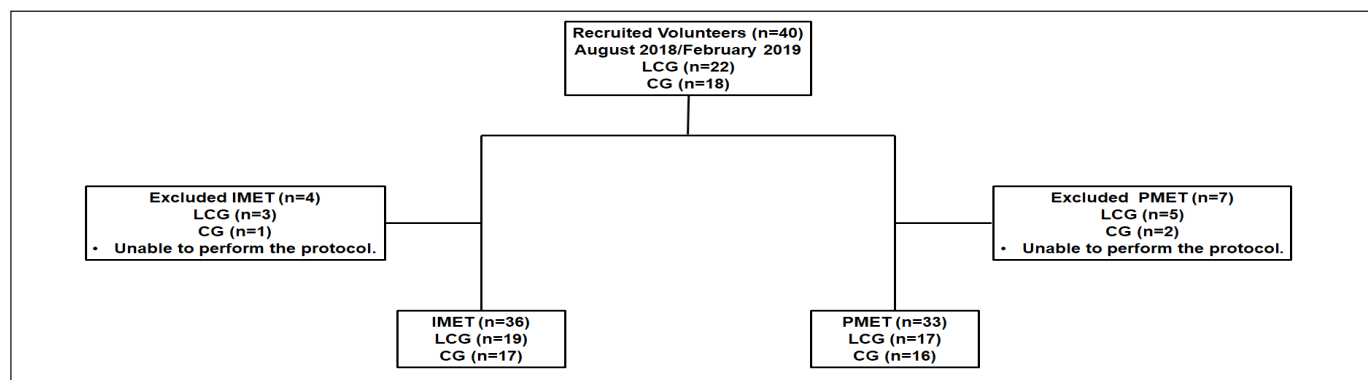 Recruited Volunteers (n=40)
August 2018/February 2019
LCG (n=22)
CG (n=18)
Excluded IMET (n=4)
LCG (n=3)
CG (n=1)
• Unable to perform the protocol.
Excluded PMET (n=7)
LCG (n=5)
CG (n=2)
• Unable to perform the protocol.
IMET (n=36)
LCG (n=19)
CG (n=17)
PMET (n=33)
LCG (n=17)
CG (n=16)